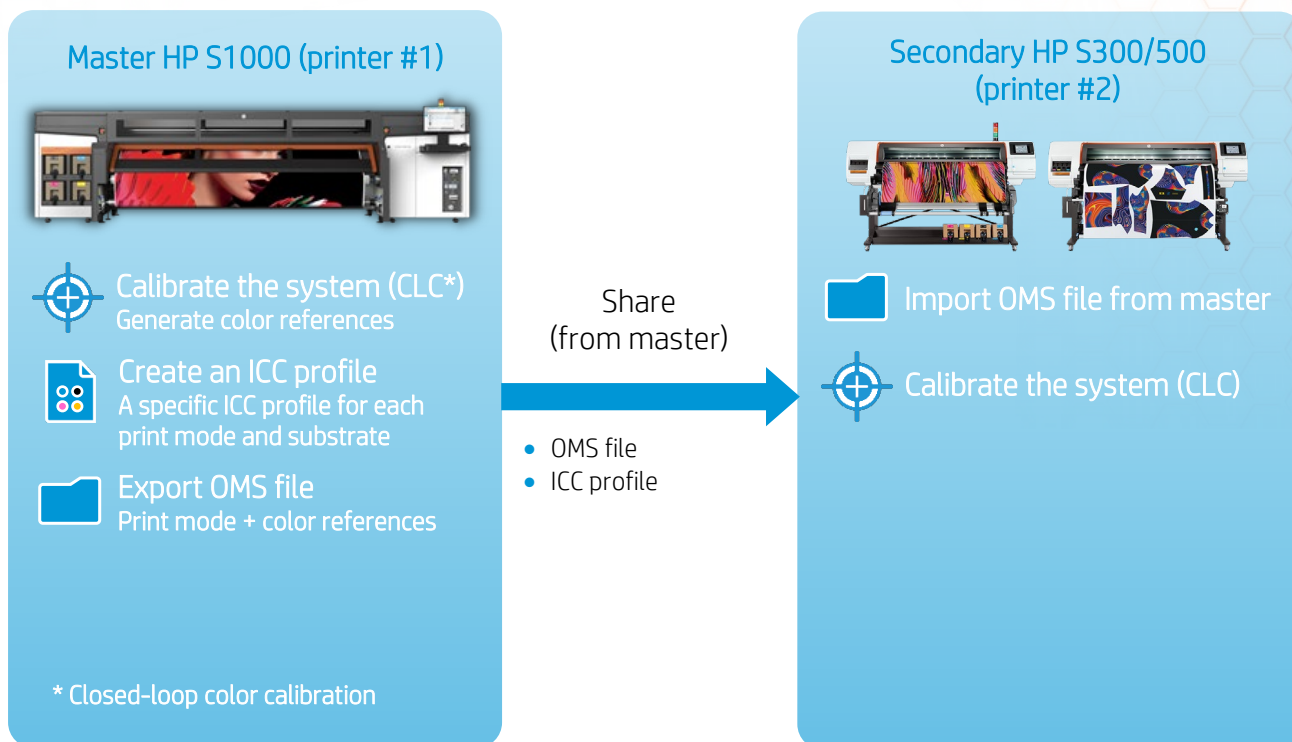 Master HP S1000 (printer #1)
Calibrate the system (CLC*)
Generate color references
Create an ICC profile
A specific ICC profile for each
print mode and substrate
Export OMS file
Print mode + color references
* Closed-loop color calibration
Share
(from master)
• OMS file
• ICC profile
Secondary HP S300/500
(printer #2)
Import OMS file from master
Calibrate the system (CLC)